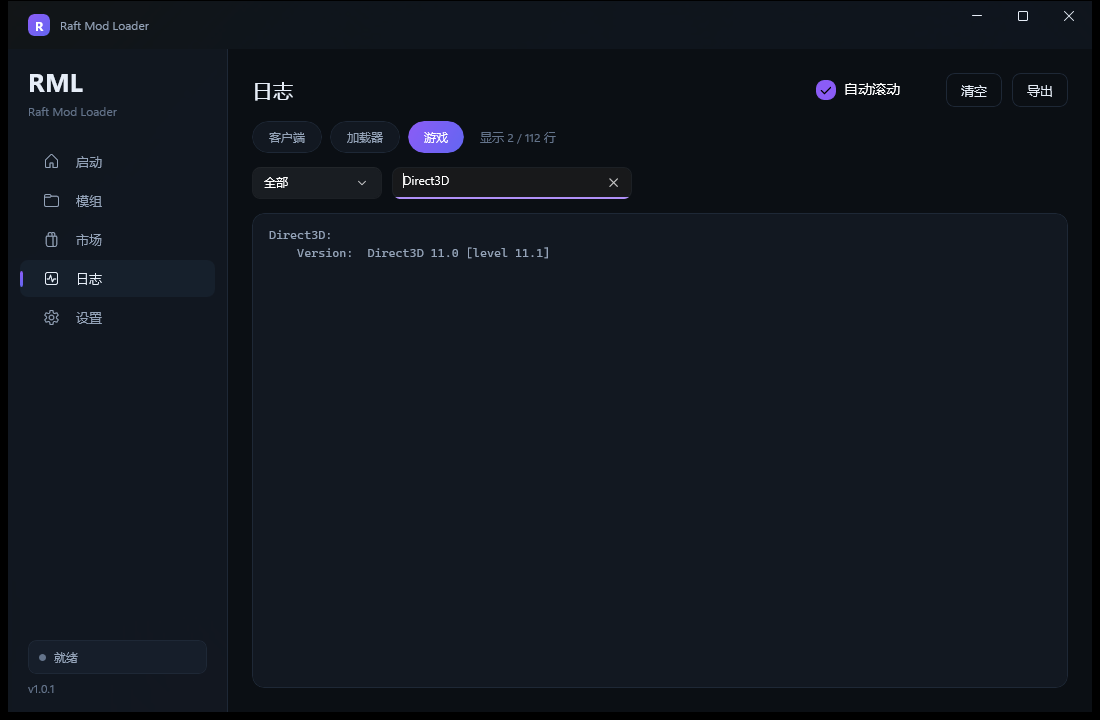 R Raft Mod Loader
RML
Raft Mod Loader
启动
模组
市场
日志
设置
就绪
v1.0.1
日志
自动滚动
清空
导出
客户端 加载器 游戏 显示 2 / 112 行
全部 Direct3D
Direct3D:
    Version:  Direct3D 11.0 [level 11.1]